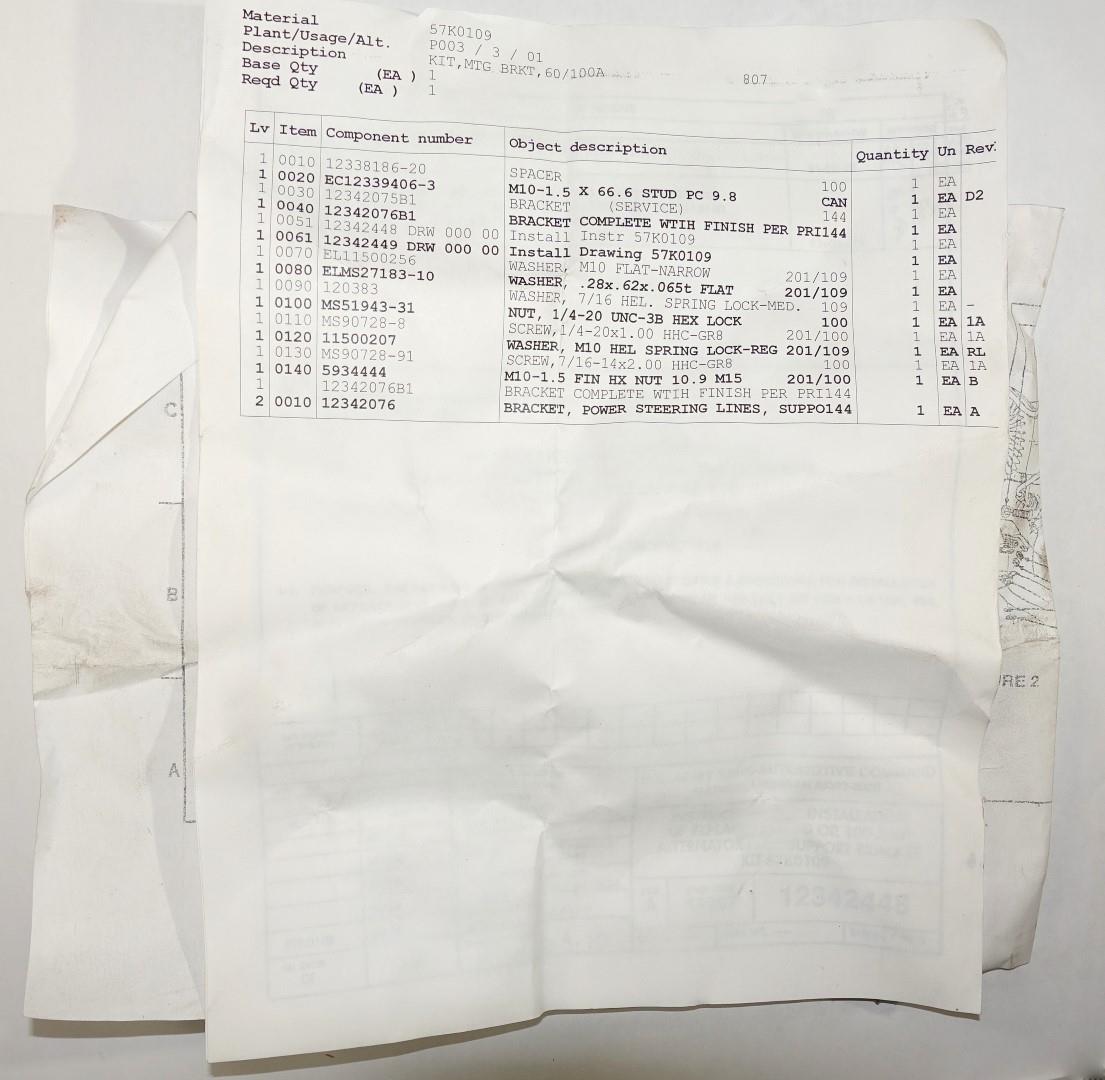 Material 57K0109
Plant/Usage/Alt. P003 / 3 / 01
Description KIT,MTG BRKT,60/100A 807
Base Qty (EA ) 1
Reqd Qty (EA ) 1
Lv Item Component number Object description Quantity Un Rev.
1 0010 12338186-20 SPACER 100 1 EA
1 0020 EC12339406-3 M10-1.5 X 66.6 STUD PC 9.8 CAN 1 EA D2
1 0030 12342075B1 BRACKET (SERVICE) 144 1 EA
1 0040 12342076B1 BRACKET COMPLETE WTIH FINISH PER PRI144 1 EA
1 0051 12342448 DRW 000 00 Install Instr 57K0109 1 EA
1 0061 12342449 DRW 000 00 Install Drawing 57K0109 1 EA
1 0070 EL11500256 WASHER, M10 FLAT-NARROW 201/109 1 EA
1 0080 ELMS27183-10 WASHER, .28x.62x.065t FLAT 201/109 1 EA
1 0090 120383 WASHER, 7/16 HEL. SPRING LOCK-MED. 109 1 EA -
1 0100 MS51943-31 NUT, 1/4-20 UNC-3B HEX LOCK 100 1 EA 1A
1 0110 MS90728-8 SCREW,1/4-20x1.00 HHC-GR8 201/100 1 EA 1A
1 0120 11500207 WASHER, M10 HEL SPRING LOCK-REG 201/109 1 EA RL
1 0130 MS90728-91 SCREW,7/16-14x2.00 HHC-GR8 100 1 EA 1A
1 0140 5934444 M10-1.5 FIN HX NUT 10.9 M15 201/100 1 EA B
1 12342076B1 BRACKET COMPLETE WTIH FINISH PER PRI144
2 0010 12342076 BRACKET, POWER STEERING LINES, SUPPO144 1 EA A
C
B
A
RE 2
12342448